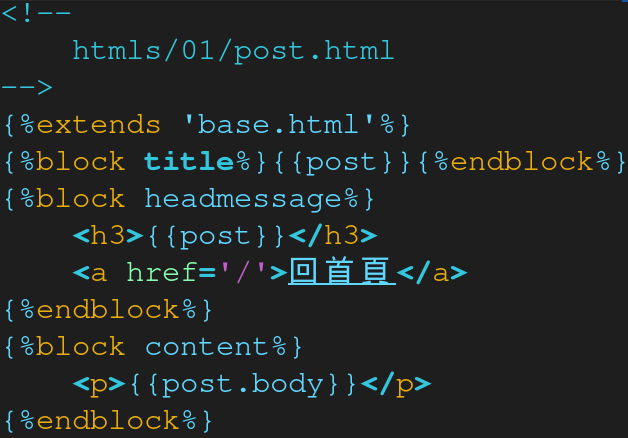 <!--
    htmls/01/post.html
-->
{%extends 'base.html'%}
{%block title%}{{post}}{%endblock%}
{%block headmessage%}
    <h3>{{post}}</h3>
    <a href='/'>回首頁</a>
{%endblock%}
{%block content%}
    <p>{{post.body}}</p>
{%endblock%}